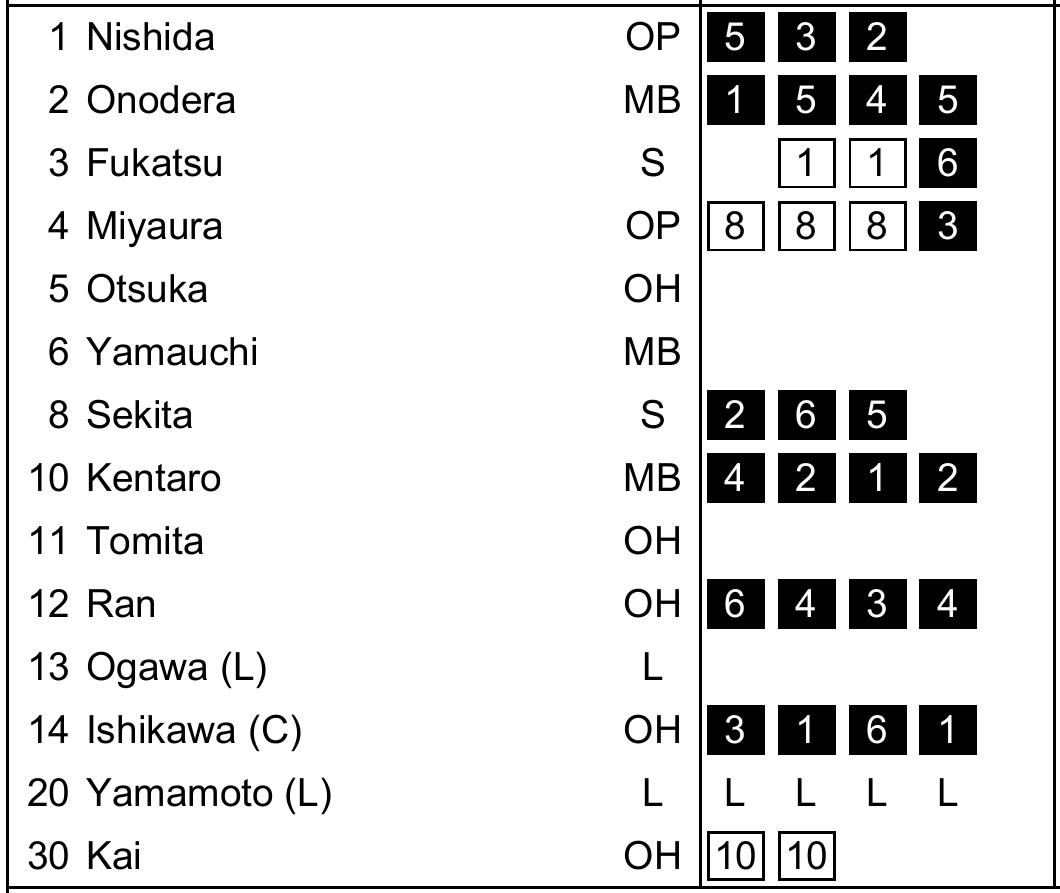 1 Nishida OP 5 3 2
2 Onodera MB 1 5 4 5
3 Fukatsu S 1 1 6
4 Miyaura OP 8 8 8 3
5 Otsuka OH
6 Yamauchi MB
8 Sekita S 2 6 5
10 Kentaro MB 4 2 1 2
11 Tomita OH
12 Ran OH 6 4 3 4
13 Ogawa (L) L
14 Ishikawa (C) OH 3 1 6 1
20 Yamamoto (L) L L L L L
30 Kai OH 10 10